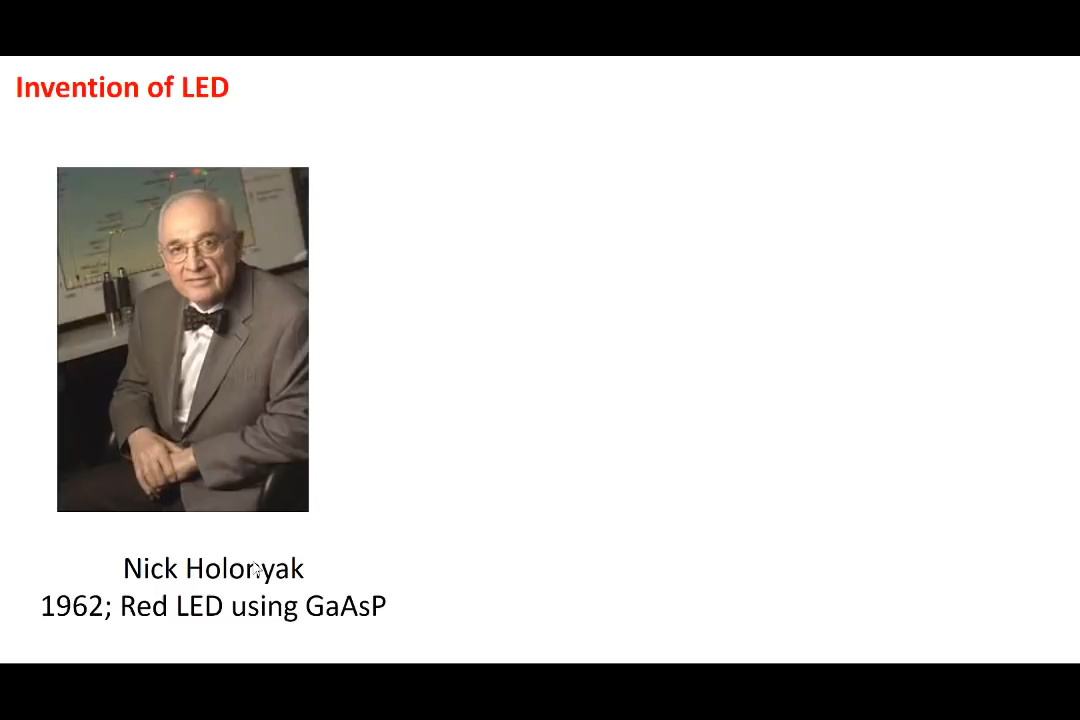 Invention of LED
Nick Holonyak
1962; Red LED using GaAsP